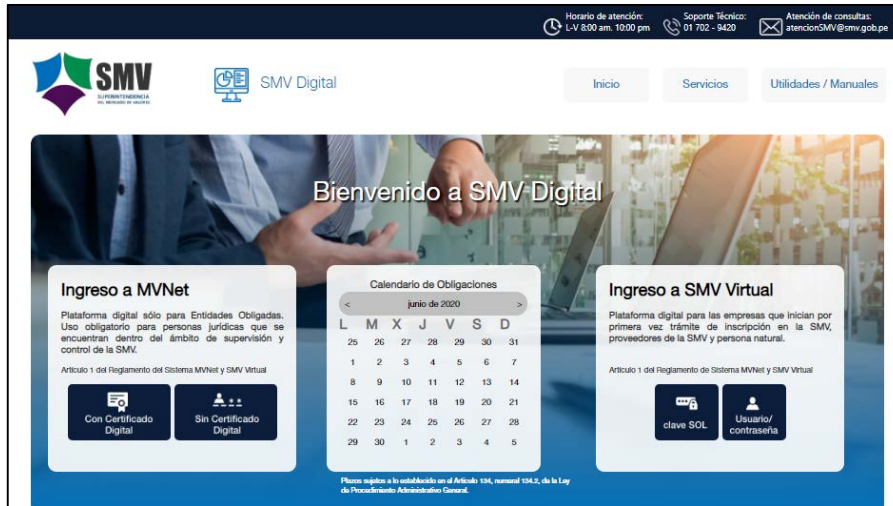 Horario de atención:
L-V 8:00 am. 10:00 pm
Soporte Técnico:
01 702 - 9420
Atención de consultas:
atencionSMV@smv.gob.pe
SMV
SUPERINTENDENCIA
DEL MERCADO DE VALORES
SMV Digital
Inicio
Servicios
Utilidades / Manuales
Bienvenido a SMV Digital
Ingreso a MVNet
Plataforma digital sólo para Entidades Obligadas.
Uso obligatorio para personas jurídicas que se
encuentran dentro del ámbito de supervisión y
control de la SMV.
Artículo 1 del Reglamento del Sistema MVNet y SMV Virtual
Con Certificado
Digital
Sin Certificado
Digital
Calendario de Obligaciones
< junio de 2020 >
L M X J V S D
25 26 27 28 29 30 31
1 2 3 4 5 6 7
8 9 10 11 12 13 14
15 16 17 18 19 20 21
22 23 24 25 26 27 28
29 30 1 2 3 4 5
Plazos sujetos a lo establecido en el Artículo 134, numeral 134.2, de la Ley
de Procedimiento Administrativo General.
Ingreso a SMV Virtual
Plataforma digital para las empresas que inician por
primera vez trámite de inscripción en la SMV,
proveedores de la SMV y persona natural.
Artículo 1 del Reglamento de Sistema MVNet y SMV Virtual
clave SOL
Usuario/
contraseña